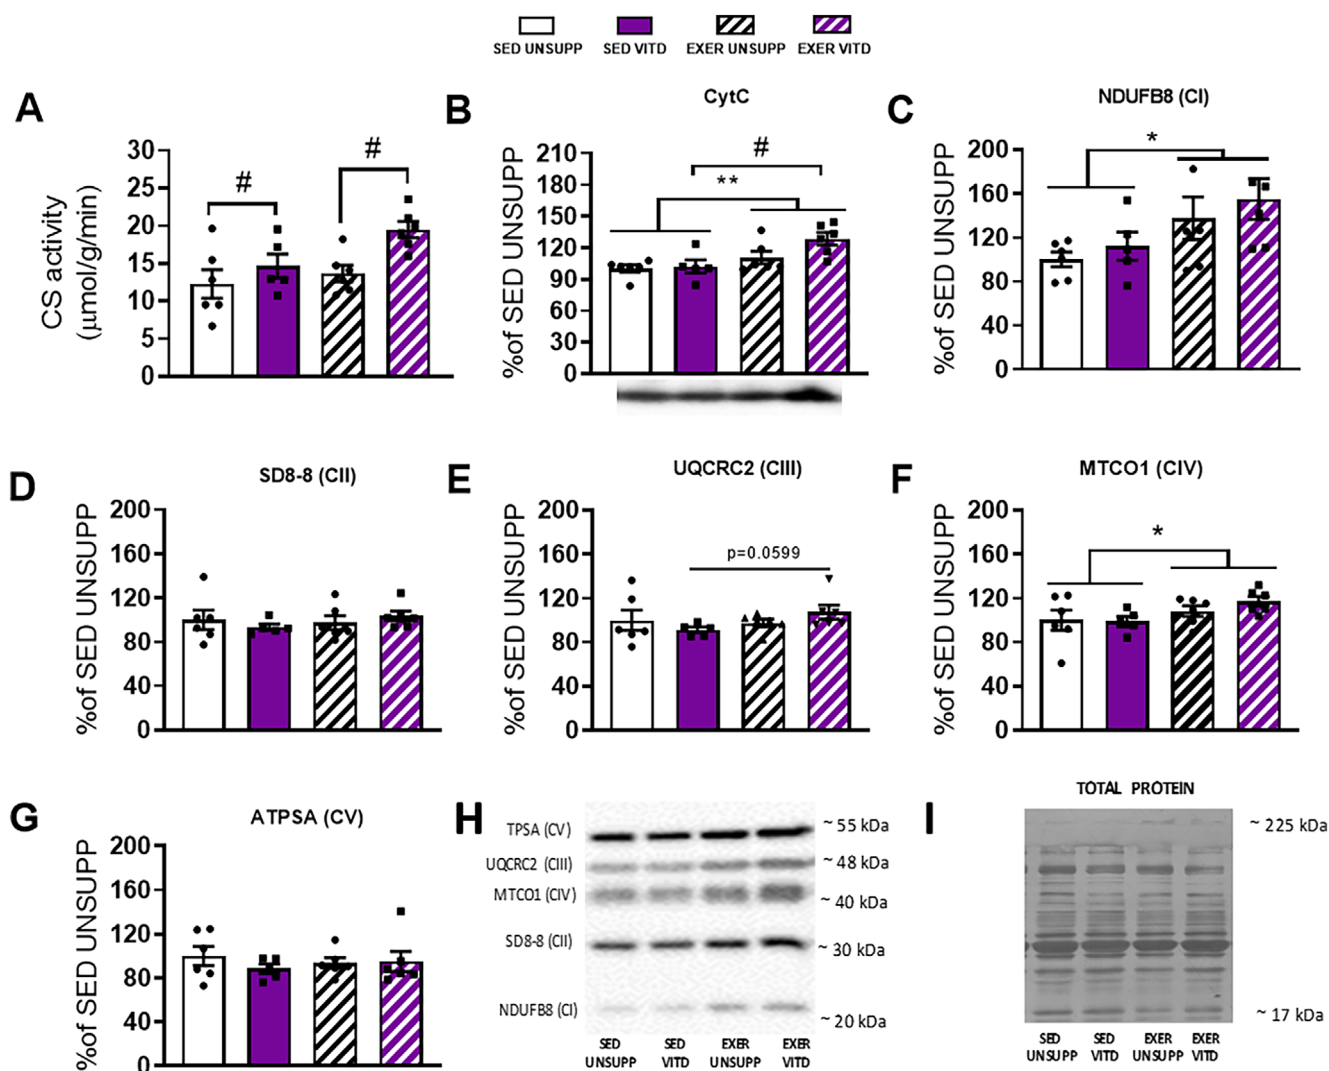 SED UNSUPP SED VITD EXER UNSUPP EXER VITD
A
CS activity
(µmol/g/min)
30
25
20
15
10
5
0
#
#
B
CytC
%of SED UNSUPP
210
180
150
120
90
60
30
0
#
**
C
NDUFB8 (CI)
%of SED UNSUPP
200
160
120
80
40
0
*
D
SD8-8 (CII)
%of SED UNSUPP
200
160
120
80
40
0
E
UQCRC2 (CIII)
%of SED UNSUPP
200
160
120
80
40
0
p=0.0599
F
MTCO1 (CIV)
%of SED UNSUPP
200
160
120
80
40
0
*
G
ATPSA (CV)
%of SED UNSUPP
200
160
120
80
40
0
H
TPSA (CV)
UQCRC2 (CIII)
MTCO1 (CIV)
SD8-8 (CII)
NDUFB8 (CI)
~ 55 kDa
~ 48 kDa
~ 40 kDa
~ 30 kDa
~ 20 kDa
SED UNSUPP
SED VITD
EXER UNSUPP
EXER VITD
I
TOTAL PROTEIN
~ 225 kDa
~ 17 kDa
SED UNSUPP
SED VITD
EXER UNSUPP
EXER VITD